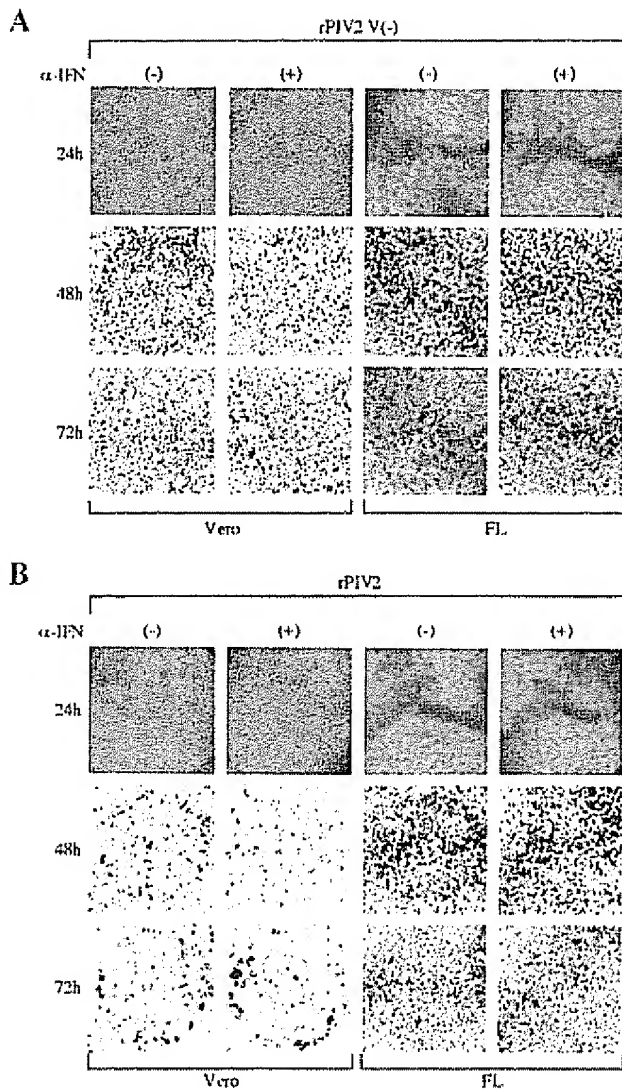 A
rPIV2 V(-)
α-IFN (-) (+) (-) (+)
24h
48h
72h
Vero FL
B
rPIV2
α-IFN (-) (+) (-) (+)
24h
48h
72h
Vero FL